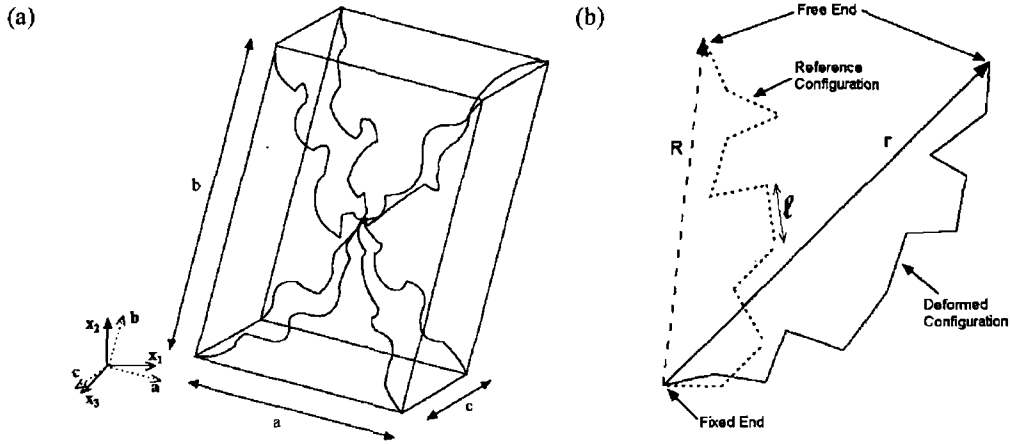 (a)
b
x₂
b
x₁
c
a
x₃
a
c
(b)
Free End
Reference
Configuration
R
r
ℓ
Deformed
Configuration
Fixed End